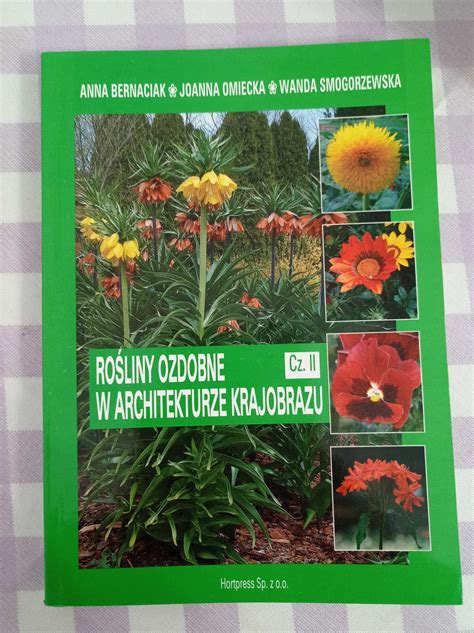 ANNA BERNACIAK ❀ JOANNA OMIECKA ❀ WANDA SMOGORZEWSKA
ROŚLINY OZDOBNE Cz. II
W ARCHITEKTURZE KRAJOBRAZU
Hortpress Sp. z o.o.